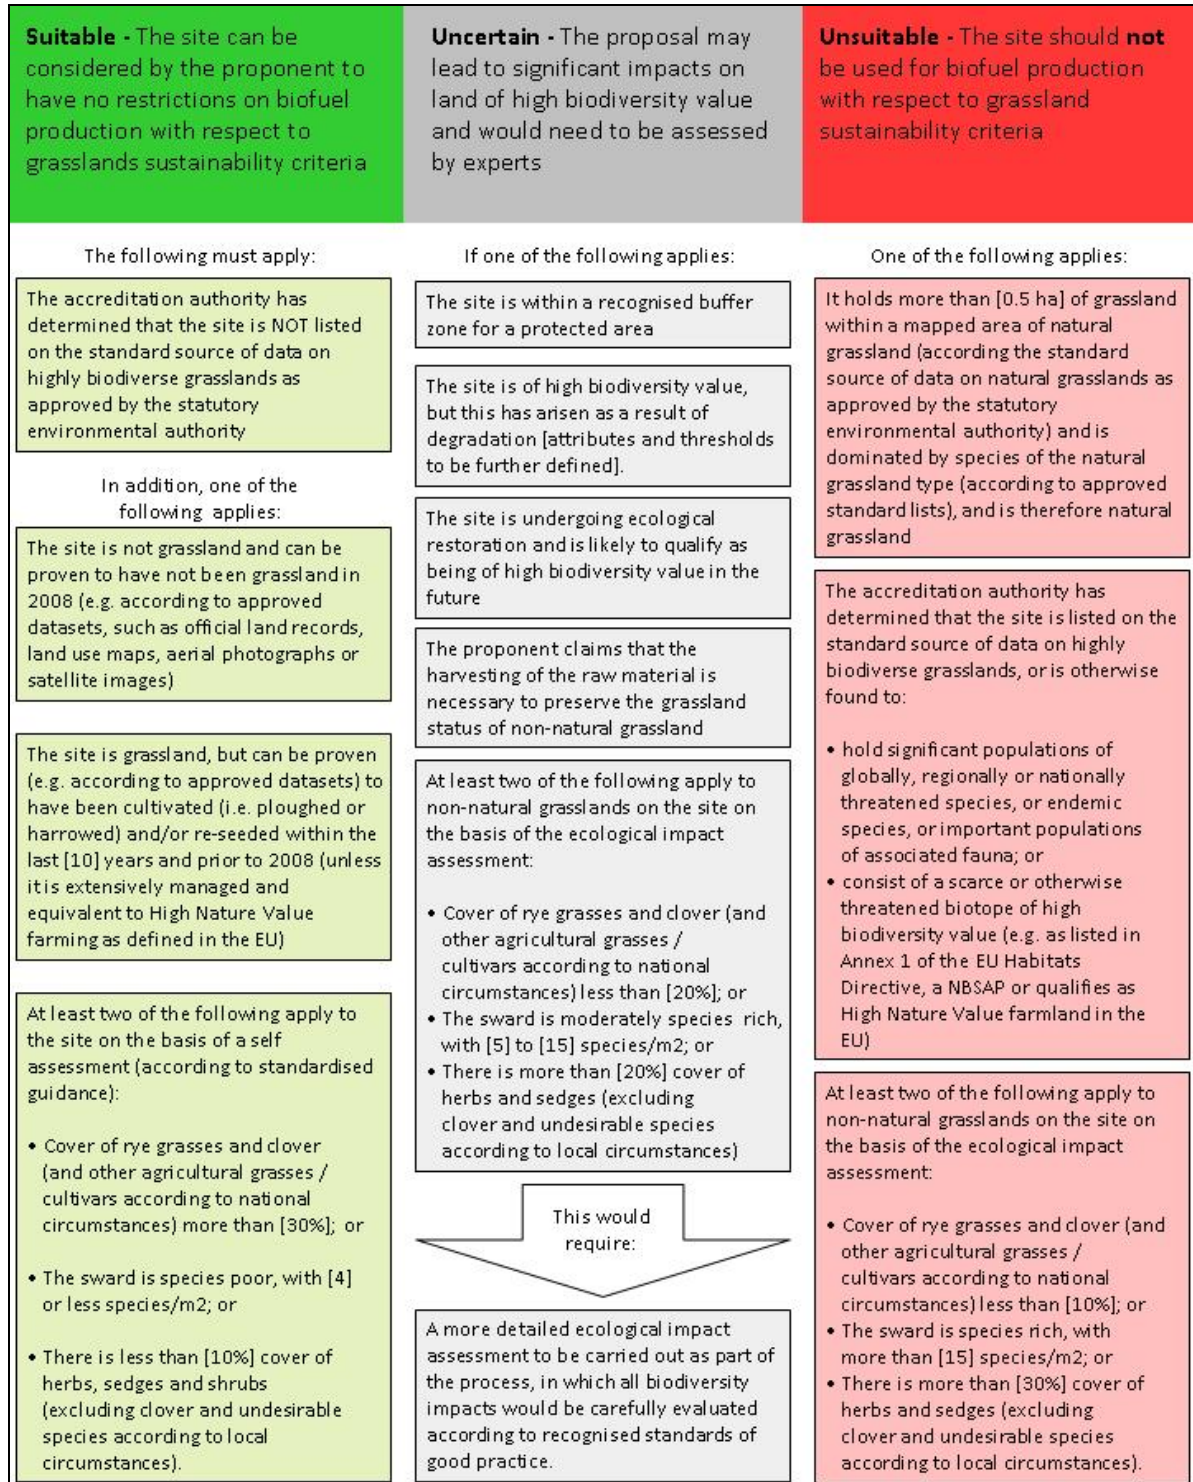 Suitable - The site can be
considered by the proponent to
have no restrictions on biofuel
production with respect to
grasslands sustainability criteria
The following must apply:
The accreditation authority has
determined that the site is NOT listed
on the standard source of data on
highly biodiverse grasslands as
approved by the statutory
environmental authority
In addition, one of the
following applies:
The site is not grassland and can be
proven to have not been grassland in
2008 (e.g. according to approved
datasets, such as official land records,
land use maps, aerial photographs or
satellite images)
The site is grassland, but can be proven
(e.g. according to approved datasets) to
have been cultivated (i.e. ploughed or
harrowed) and/or re-seeded within the
last [10] years and prior to 2008 (unless
it is extensively managed and
equivalent to High Nature Value
farming as defined in the EU)
At least two of the following apply to
the site on the basis of a self
assessment (according to standardised
guidance):
• Cover of rye grasses and clover
(and other agricultural grasses /
cultivars according to national
circumstances) more than [30%]; or
• The sward is species poor, with [4]
or less species/m2; or
• There is less than [10%] cover of
herbs, sedges and shrubs
(excluding clover and undesirable
species according to local
circumstances).
Uncertain - The proposal may
lead to significant impacts on
land of high biodiversity value
and would need to be assessed
by experts
If one of the following applies:
The site is within a recognised buffer
zone for a protected area
The site is of high biodiversity value,
but this has arisen as a result of
degradation [attributes and thresholds
to be further defined].
The site is undergoing ecological
restoration and is likely to qualify as
being of high biodiversity value in the
future
The proponent claims that the
harvesting of the raw material is
necessary to preserve the grassland
status of non-natural grassland
At least two of the following apply to
non-natural grasslands on the site on
the basis of the ecological impact
assessment:
• Cover of rye grasses and clover (and
other agricultural grasses /
cultivars according to national
circumstances) less than [20%]; or
• The sward is moderately species rich,
with [5] to [15] species/m2; or
• There is more than [20%] cover of
herbs and sedges (excluding
clover and undesirable species
according to local circumstances)
This would
require:
A more detailed ecological impact
assessment to be carried out as part of
the process, in which all biodiversity
impacts would be carefully evaluated
according to recognised standards of
good practice.
Unsuitable - The site should not
be used for biofuel production
with respect to grassland
sustainability criteria
One of the following applies:
It holds more than [0.5 ha] of grassland
within a mapped area of natural
grassland (according the standard
source of data on natural grasslands as
approved by the statutory
environmental authority) and is
dominated by species of the natural
grassland type (according to approved
standard lists), and is therefore natural
grassland
The accreditation authority has
determined that the site is listed on the
standard source of data on highly
biodiverse grasslands, or is otherwise
found to:
• hold significant populations of
globally, regionally or nationally
threatened species, or endemic
species, or important populations
of associated fauna; or
• consist of a scarce or otherwise
threatened biotope of high
biodiversity value (e.g. as listed in
Annex 1 of the EU Habitats
Directive, a NBSAP or qualifies as
High Nature Value farmland in the
EU)
At least two of the following apply to
non-natural grasslands on the site on
the basis of the ecological impact
assessment:
• Cover of rye grasses and clover (and
other agricultural grasses /
cultivars according to national
circumstances) less than [10%]; or
• The sward is species rich, with
more than [15] species/m2; or
• There is more than [30%] cover of
herbs and sedges (excluding
clover and undesirable species
according to local circumstances).